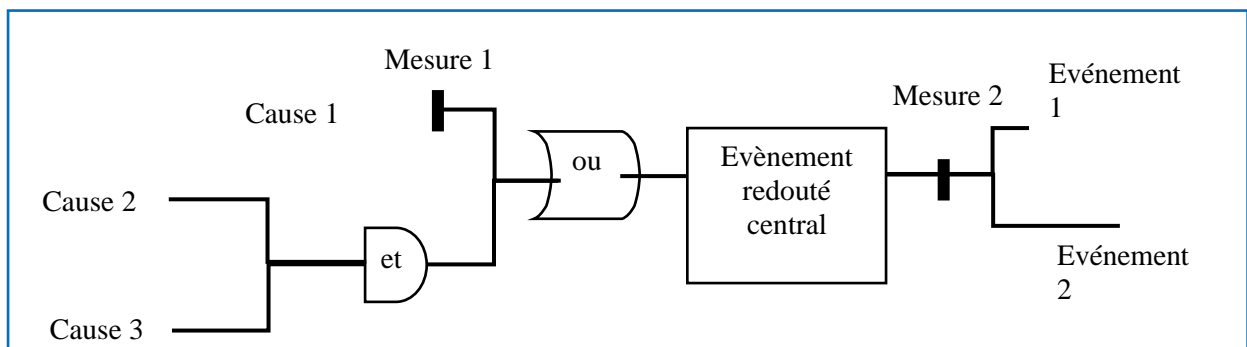 Mesure 1
Cause 1
Cause 2
Cause 3
et
ou
Evènement
redouté
central
Mesure 2
Evénement
1
Evénement
2